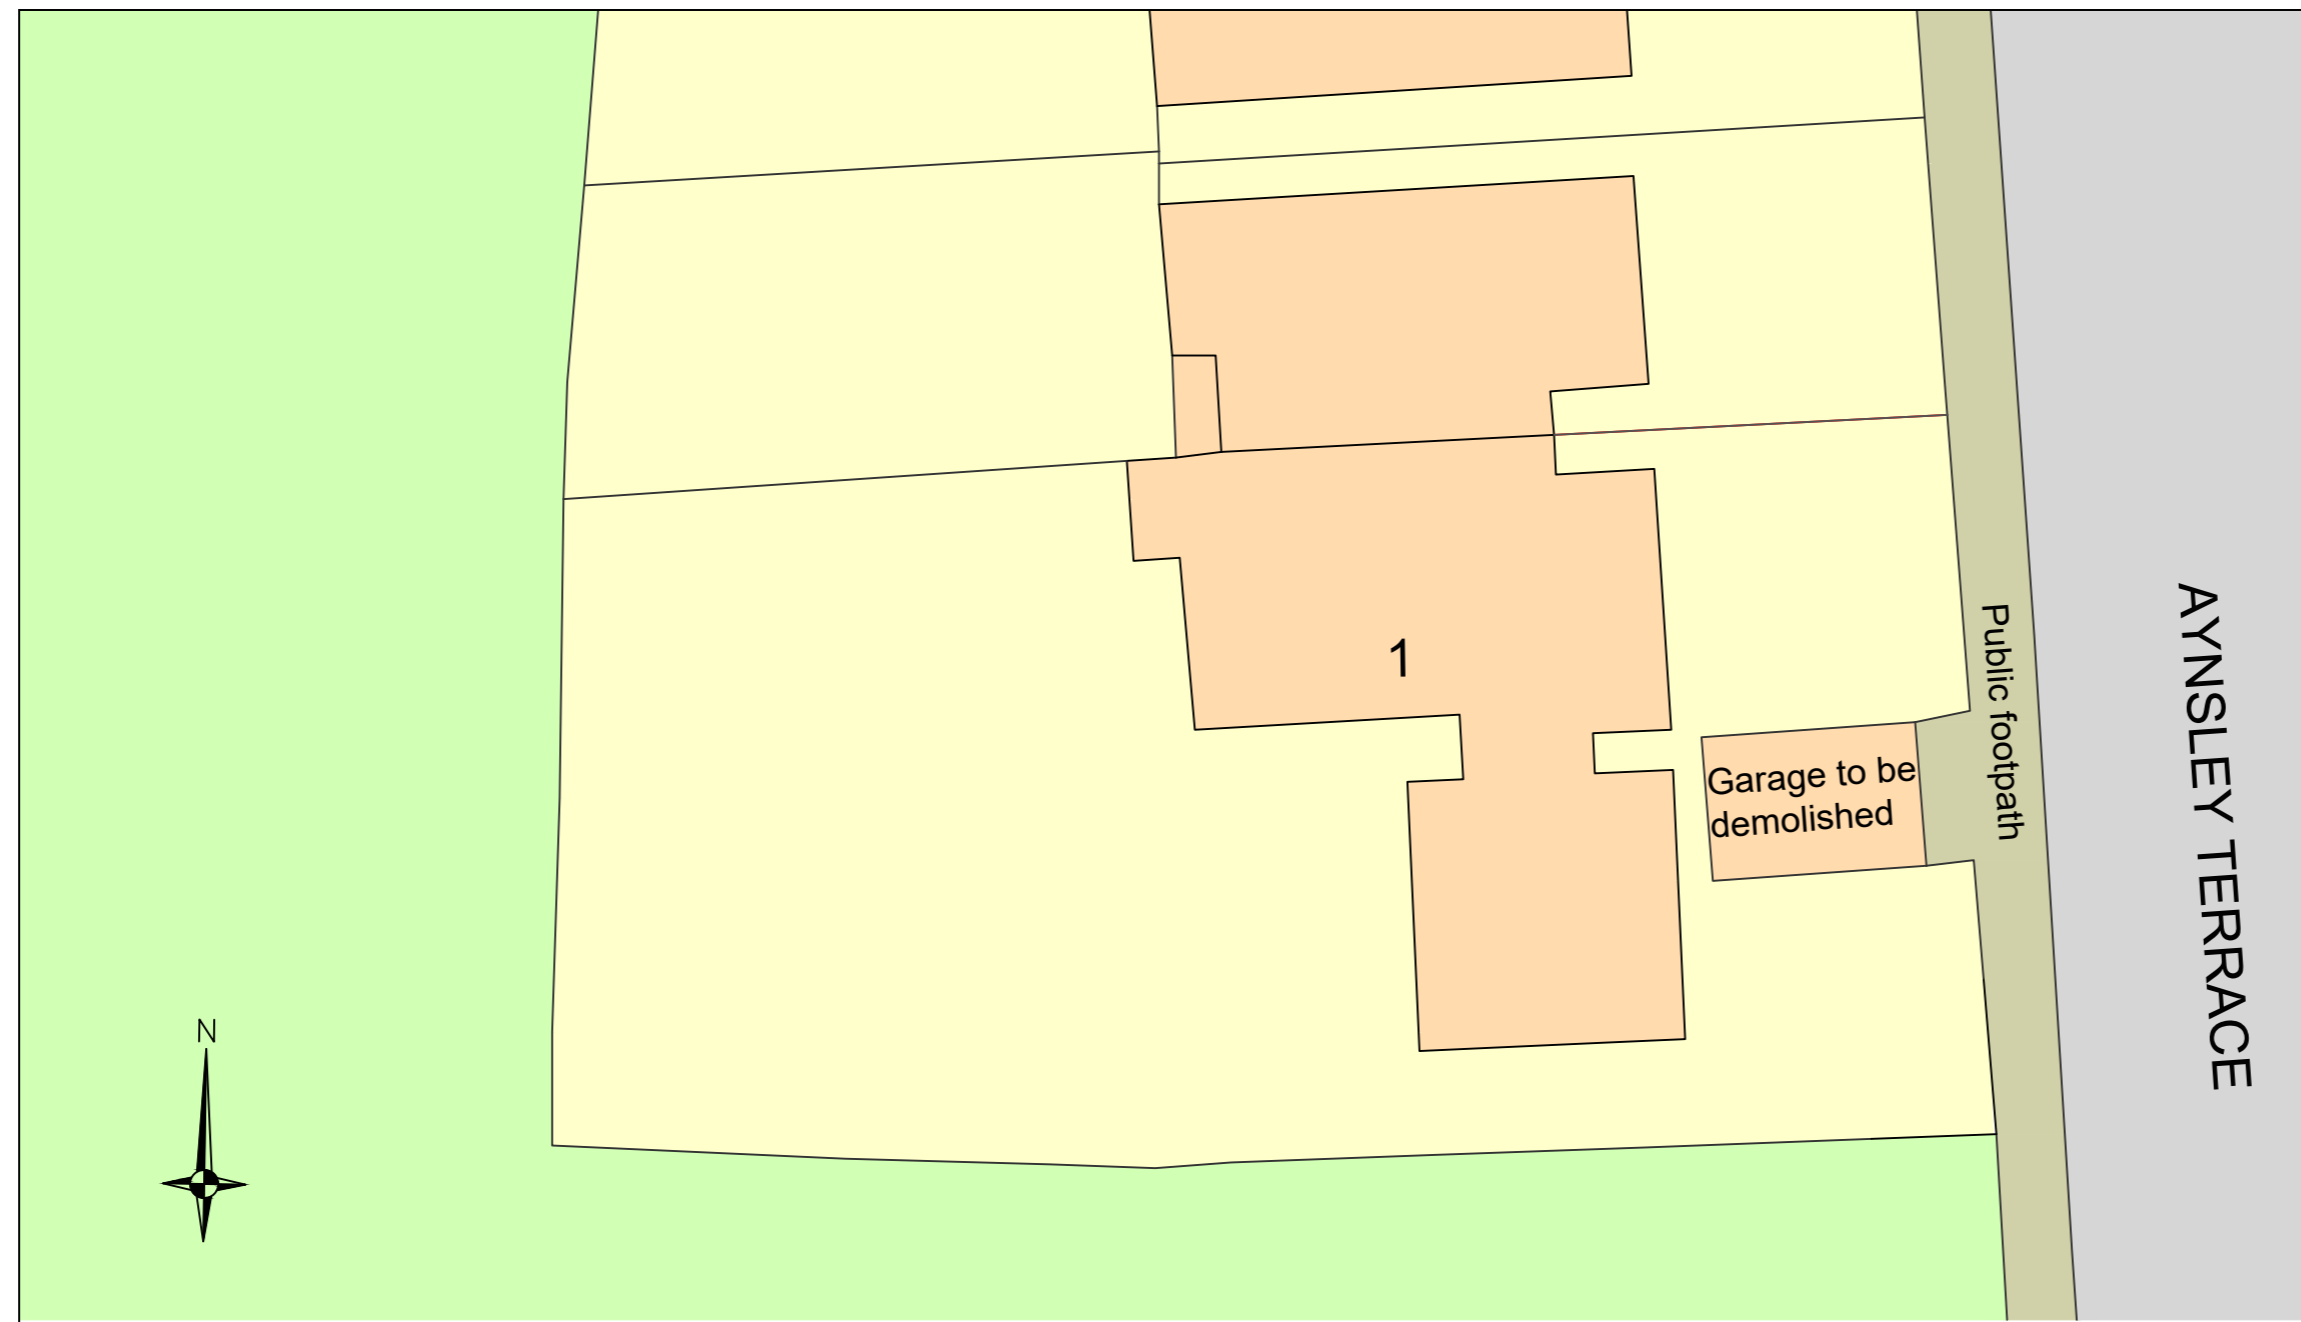 1
Garage to be
demolished
Public footpath
AYNSLEY TERRACE
N